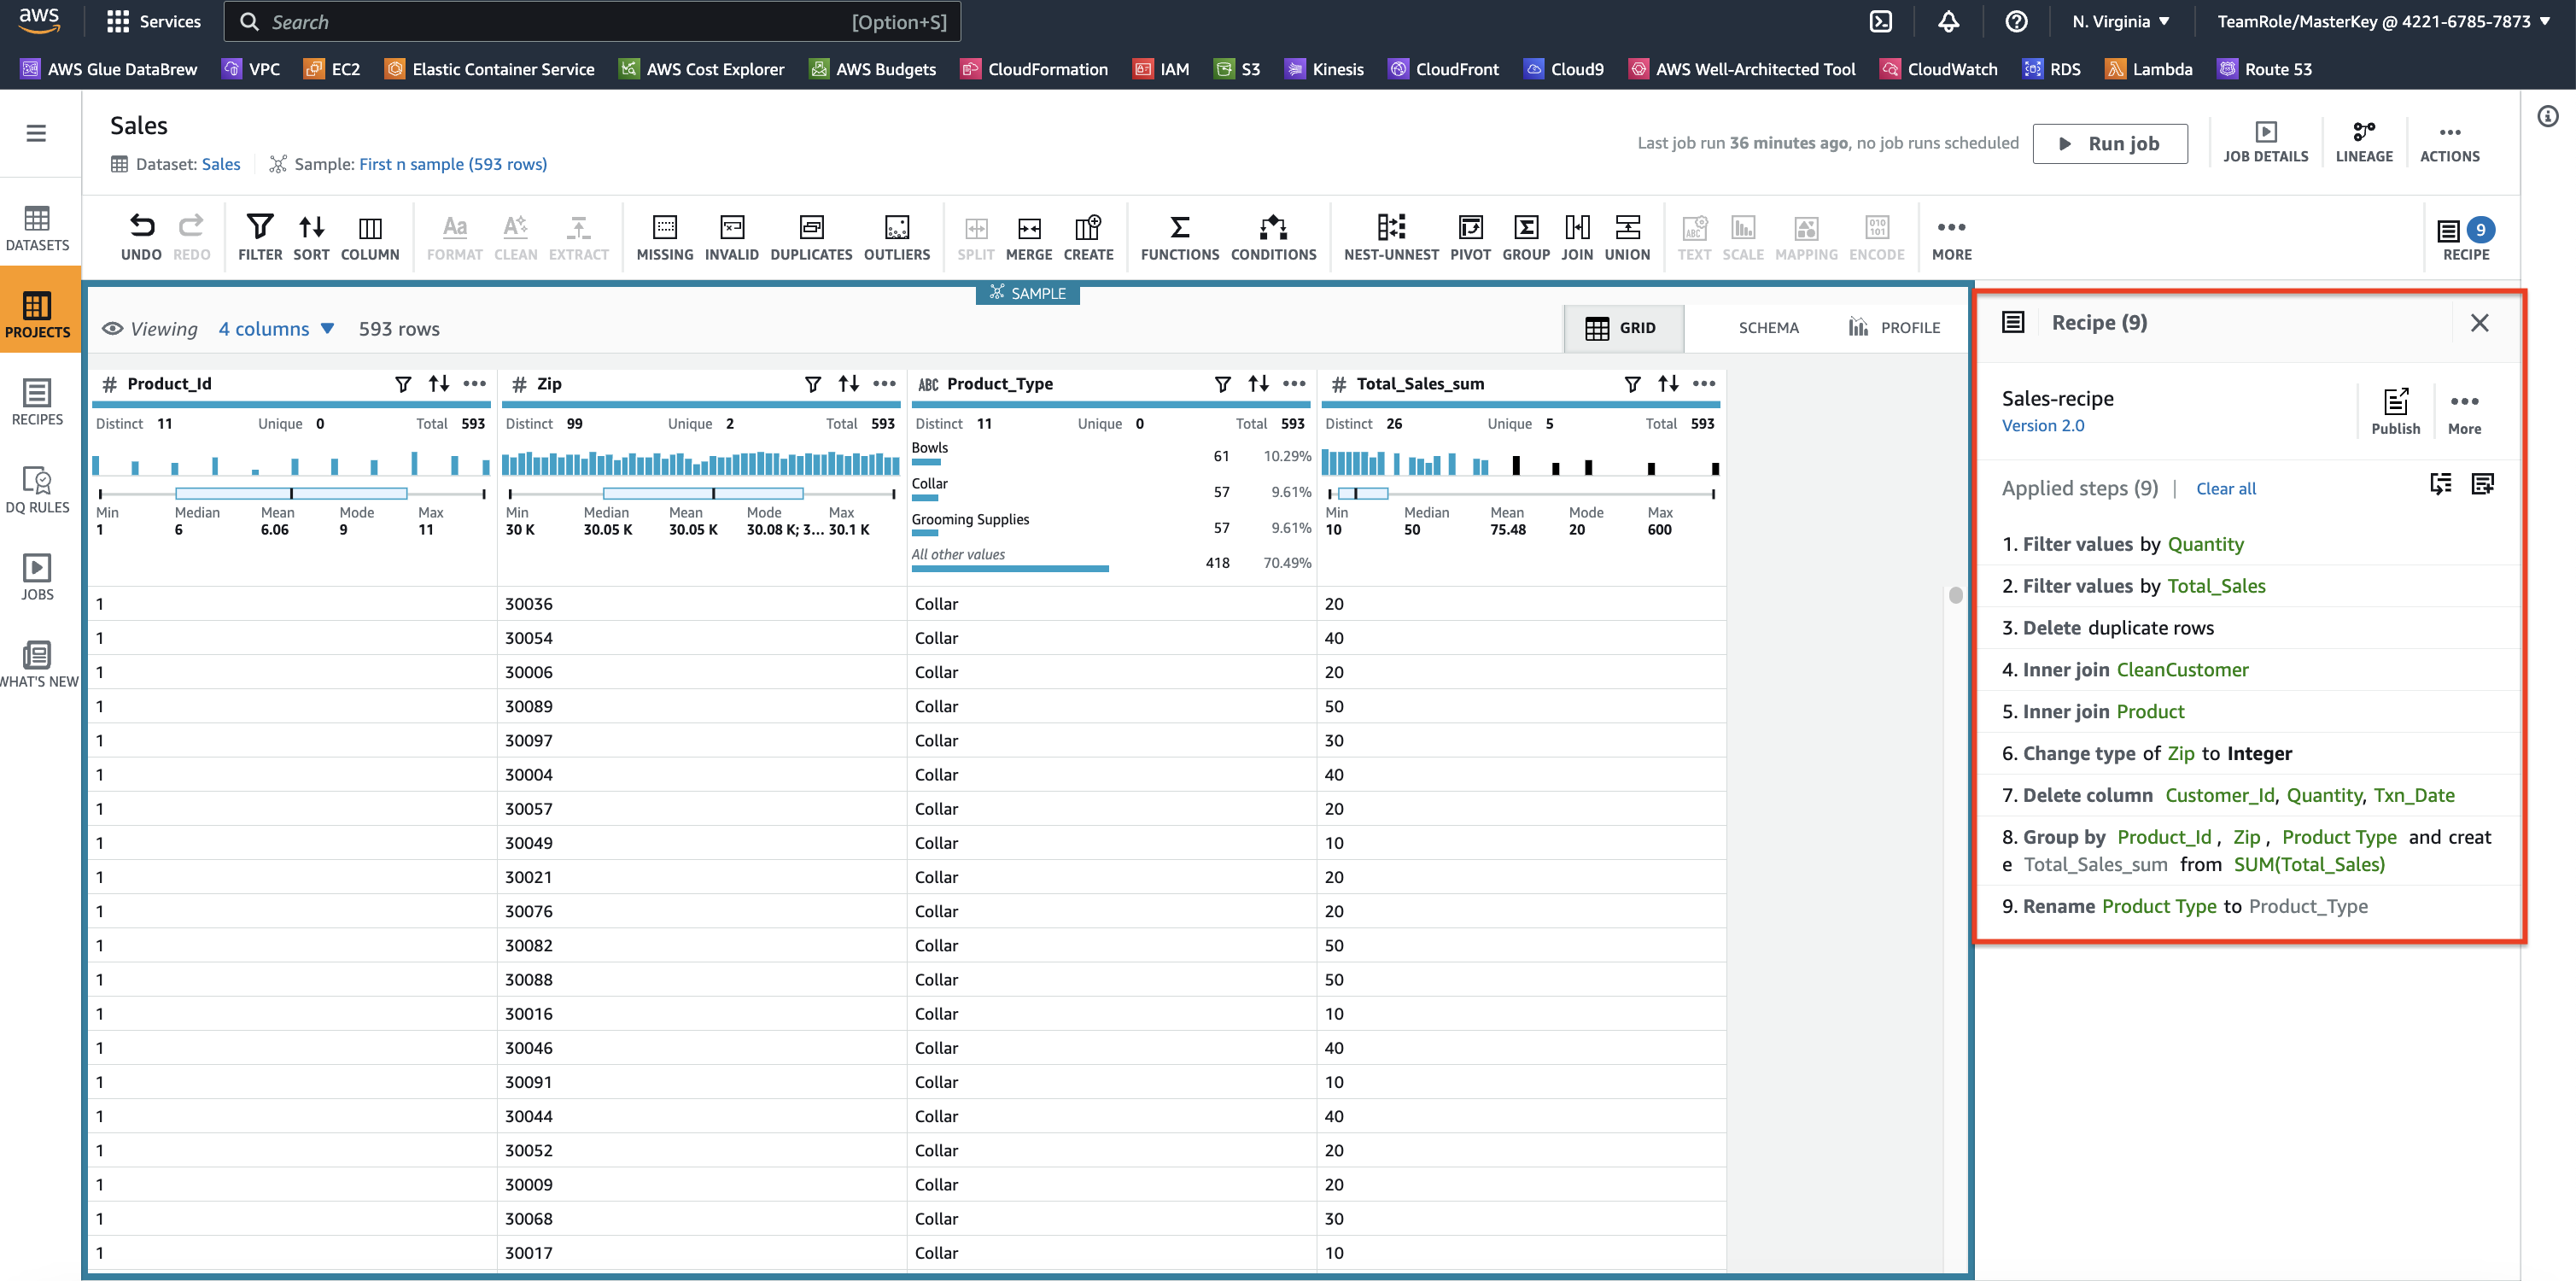 aws
Services
Search
[Option+S]
N. Virginia ▼
TeamRole/MasterKey @ 4221-6785-7873 ▼
AWS Glue DataBrew VPC EC2 Elastic Container Service AWS Cost Explorer AWS Budgets CloudFormation IAM S3 Kinesis CloudFront Cloud9 AWS Well-Architected Tool CloudWatch RDS Lambda Route 53
Sales
Dataset: Sales
Sample: First n sample (593 rows)
Last job run 36 minutes ago, no job runs scheduled
Run job
JOB DETAILS
LINEAGE
ACTIONS
DATASETS
PROJECTS
RECIPES
DQ RULES
JOBS
WHAT'S NEW
UNDO REDO FILTER SORT COLUMN FORMAT CLEAN EXTRACT MISSING INVALID DUPLICATES OUTLIERS SPLIT MERGE CREATE FUNCTIONS CONDITIONS NEST-UNNEST PIVOT GROUP JOIN UNION TEXT SCALE MAPPING ENCODE MORE
9
RECIPE
SAMPLE
Viewing 4 columns ▼ 593 rows
GRID
SCHEMA
PROFILE
# Product_Id
Distinct 11 Unique 0 Total 593
Min Median Mean Mode Max
1 6 6.06 9 11
# Zip
Distinct 99 Unique 2 Total 593
Min Median Mean Mode Max
30 K 30.05 K 30.05 K 30.08 K; 3... 30.1 K
ABC Product_Type
Distinct 11 Unique 0 Total 593
Bowls 61 10.29%
Collar 57 9.61%
Grooming Supplies 57 9.61%
All other values 418 70.49%
# Total_Sales_sum
Distinct 26 Unique 5 Total 593
Min Median Mean Mode Max
10 50 75.48 20 600
1 30036 Collar 20
1 30054 Collar 40
1 30006 Collar 20
1 30089 Collar 50
1 30097 Collar 30
1 30004 Collar 40
1 30057 Collar 20
1 30049 Collar 10
1 30021 Collar 20
1 30076 Collar 20
1 30082 Collar 50
1 30088 Collar 50
1 30016 Collar 10
1 30046 Collar 40
1 30091 Collar 10
1 30044 Collar 40
1 30052 Collar 20
1 30009 Collar 20
1 30068 Collar 30
1 30017 Collar 10
Recipe (9)
Sales-recipe
Version 2.0
Publish
More
Applied steps (9) | Clear all
1. Filter values by Quantity
2. Filter values by Total_Sales
3. Delete duplicate rows
4. Inner join CleanCustomer
5. Inner join Product
6. Change type of Zip to Integer
7. Delete column Customer_Id, Quantity, Txn_Date
8. Group by Product_Id , Zip , Product Type and creat
e Total_Sales_sum from SUM(Total_Sales)
9. Rename Product Type to Product_Type